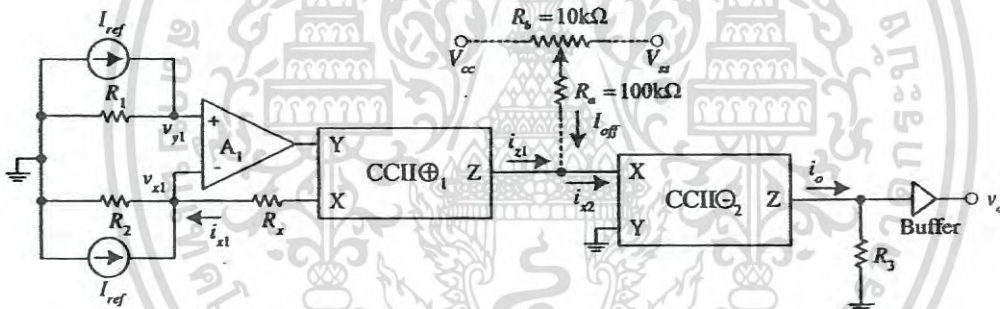 I_ref
R_1
v_y1
+
A_1
-
v_x1
R_2
i_x1
R_x
I_ref
Y
CCII⊕_1
Z
X
i_z1
R_b = 10kΩ
V_cc
V_ss
R_a = 100kΩ
I_off
i_x2
X
CCII⊖_2
Z
Y
i_o
Buffer
R_3